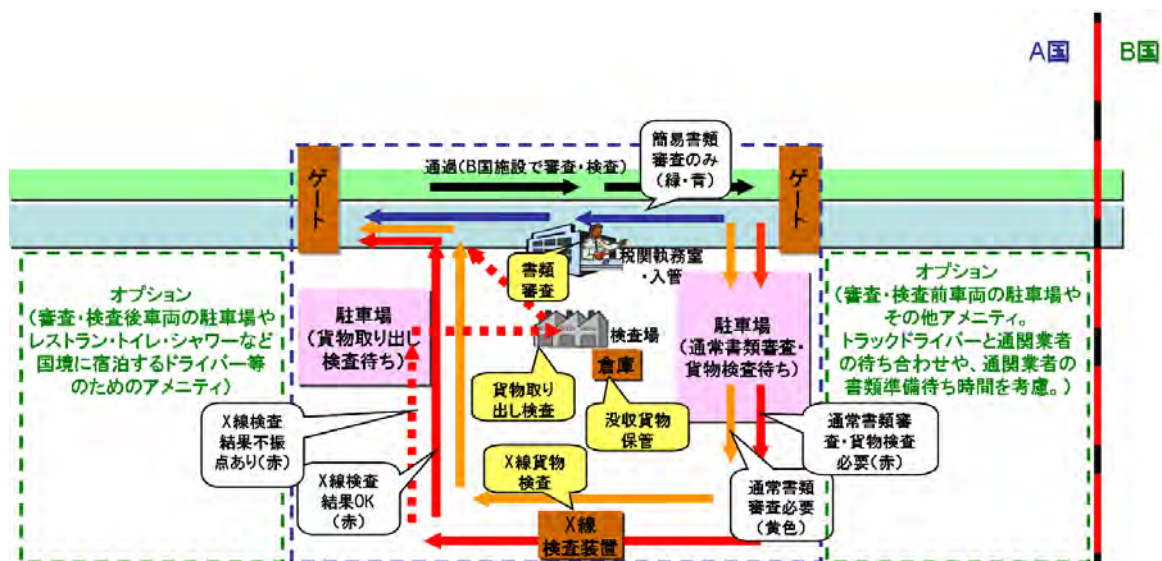 A国
B国
簡易書類
審査のみ
(緑・青)
通過(B国施設で審査・検査)
ゲート
ゲート
税関執務室
・入管
書類
審査
オプション
(審査・検査後車両の駐車場や
レストラン・トイレ・シャワーなど
国境に宿泊するドライバー等
のためのアメニティ)
駐車場
(貨物取り出し
検査待ち)
検査場
倉庫
駐車場
(通常書類審査・
貨物検査待ち)
オプション
(審査・検査前車両の駐車場や
その他アメニティ。
トラックドライバーと通関業者
の待ち合わせや、通関業者の
書類準備待ち時間を考慮。)
貨物取り
出し検査
没収貨物
保管
X線検査
結果不振
点あり(赤)
X線検査
結果OK
(赤)
X線貨物
検査
通常書類審
査・貨物検査
必要(赤)
通常書類
審査必要
(黄色)
X線
検査装置